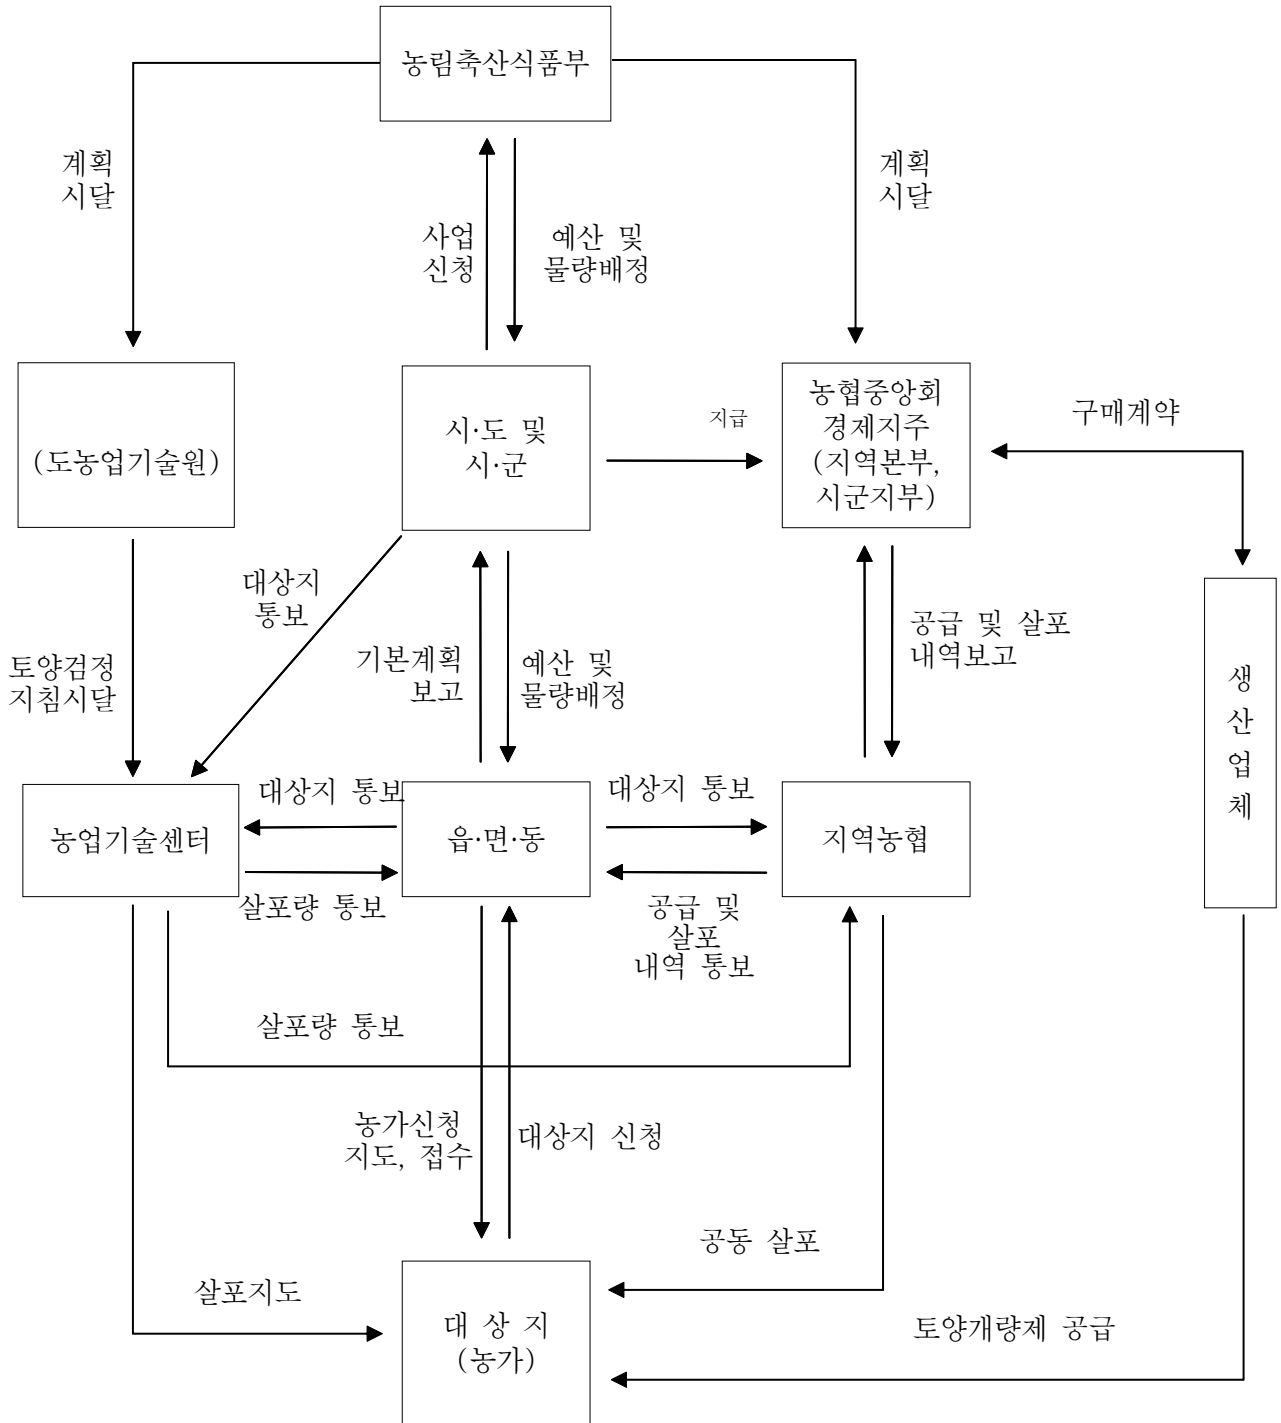 농림축산식품부
계획
시달
계획
시달
사업
신청
예산 및
물량배정
(도농업기술원)
시·도 및
시·군
지급
농협중앙회
경제지주
(지역본부,
시군지부)
구매계약
대상지
통보
토양검정
지침시달
기본계획
보고
예산 및
물량배정
공급 및 살포
내역보고
생
산
업
체
대상지 통보
대상지 통보
농업기술센터
읍·면·동
지역농협
살포량 통보
공급 및
살포
내역 통보
살포량 통보
농가신청
지도, 접수
대상지 신청
공동 살포
살포지도
대 상 지
(농가)
토양개량제 공급